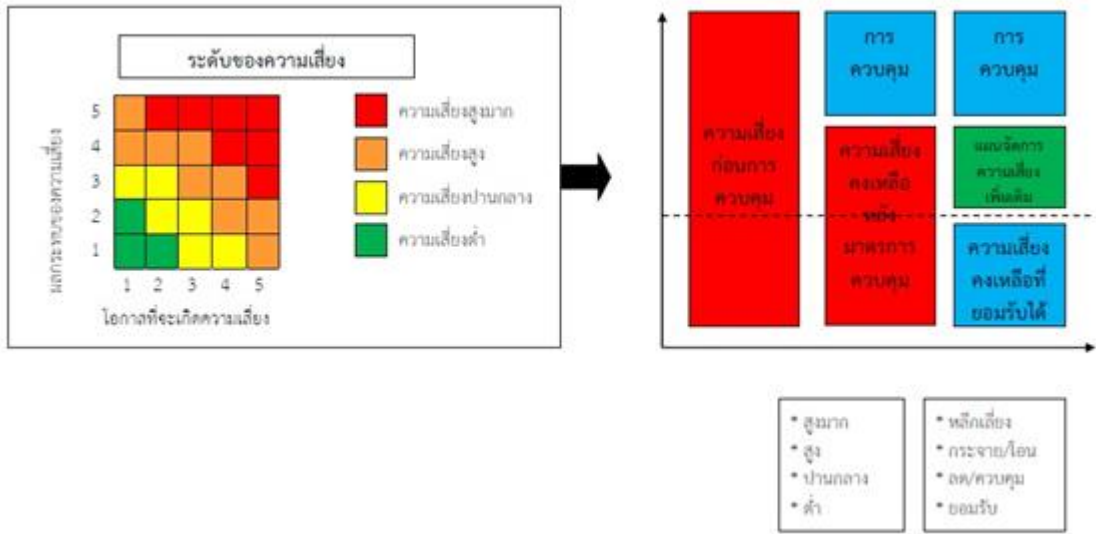 ระดับของความเสี่ยง
ผลกระทบของความเสี่ยง
5
4
3
2
1
1 2 3 4 5
โอกาสที่จะเกิดความเสี่ยง
ความเสี่ยงสูงมาก
ความเสี่ยงสูง
ความเสี่ยงปานกลาง
ความเสี่ยงต่ำ
ความเสี่ยง
ก่อนการ
ควบคุม
การ
ควบคุม
ความเสี่ยง
คงเหลือ
หลัง
มาตรการ
ควบคุม
การ
ควบคุม
แผนจัดการ
ความเสี่ยง
เพิ่มเติม
ความเสี่ยง
คงเหลือที่
ยอมรับได้
* สูงมาก
* สูง
* ปานกลาง
* ต่ำ
* หลีกเลี่ยง
* กระจาย/โอน
* ลด/ควบคุม
* ยอมรับ